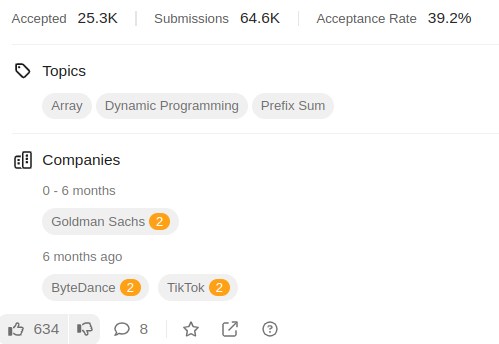 Accepted 25.3K Submissions 64.6K Acceptance Rate 39.2%
Topics
Array Dynamic Programming Prefix Sum
Companies
0 - 6 months
Goldman Sachs 2
6 months ago
ByteDance 2 TikTok 2
634 8